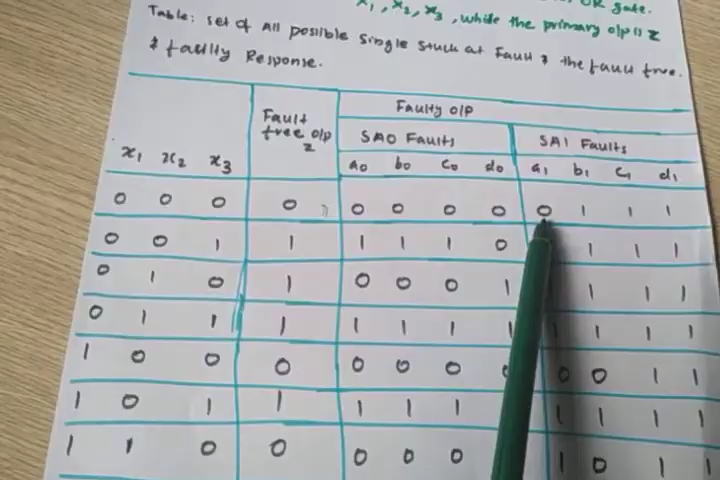 OR gate.
x1, x2, x3, while the primary o/p is z
Table: set of All possible single stuck at Fault & the fault free.
& faulty Response.
Fault free o/p z
Faulty o/p
SA0 Faults
SA1 Faults
x1 x2 x3
a0 b0 c0 d0 a1 b1 c1 d1
0 0 0 0 0 0 0 0 0 1 1 1
0 0 1 1 1 1 1 0 1 1 1
0 1 0 1 0 0 0 1 1 1 1
0 1 1 1 1 1 1 1 1 1
1 0 0 0 0 0 0 0 0 1 1
1 0 1 1 1 1 1 1 1 1 1
1 1 0 0 0 0 0 1 0 1 1